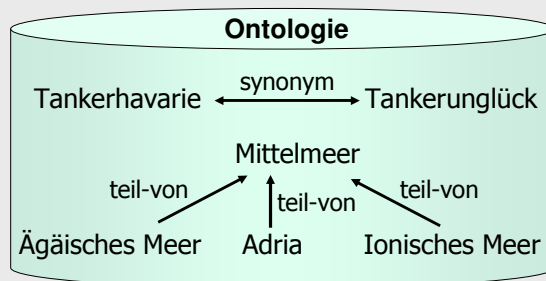 Ontologie
synonym
Tankerhavarie Tankerunglück
Mittelmeer
teil-von teil-von teil-von
Ägäisches Meer Adria Ionisches Meer